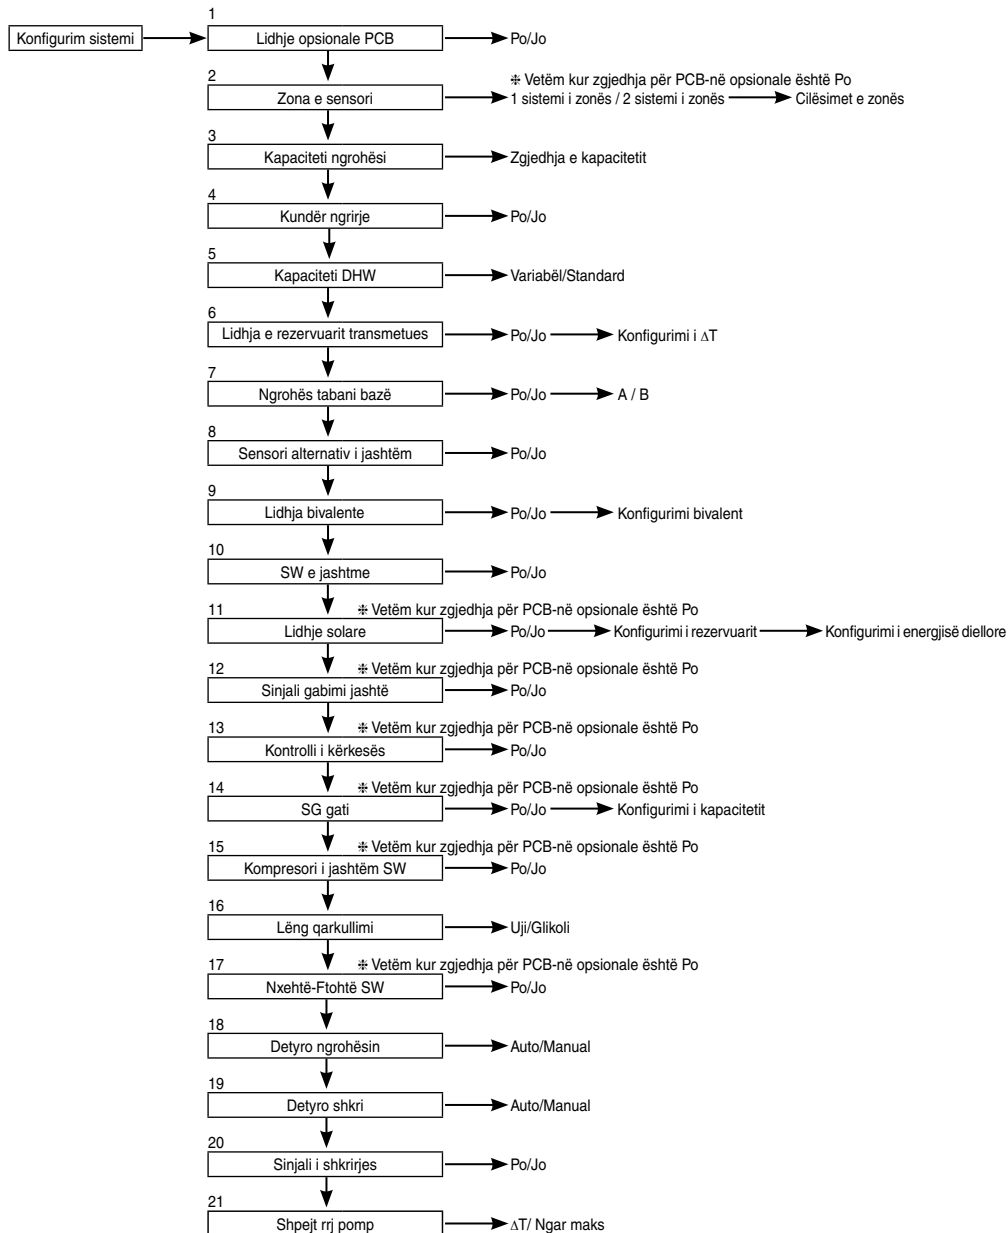 1
Konfigurim sistemi Lidhje opsionale PCB Po/Jo
2 ⁜ Vetëm kur zgjedhja për PCB-në opsionale është Po
Zona e sensori 1 sistemi i zonës / 2 sistemi i zonës Cilësimet e zonës
3
Kapaciteti ngrohësi Zgjedhja e kapacitetit
4
Kundër ngrirje Po/Jo
5
Kapaciteti DHW Variabël/Standard
6
Lidhja e rezervuarit transmetues Po/Jo Konfigurimi i ΔT
7
Ngrohës tabani bazë Po/Jo A / B
8
Sensori alternativ i jashtëm Po/Jo
9
Lidhja bivalente Po/Jo Konfigurimi bivalent
10
SW e jashtme Po/Jo
11 ⁜ Vetëm kur zgjedhja për PCB-në opsionale është Po
Lidhje solare Po/Jo Konfigurimi i rezervuarit Konfigurimi i energjisë diellore
12 ⁜ Vetëm kur zgjedhja për PCB-në opsionale është Po
Sinjali gabimi jashtë Po/Jo
13 ⁜ Vetëm kur zgjedhja për PCB-në opsionale është Po
Kontrolli i kërkesës Po/Jo
14 ⁜ Vetëm kur zgjedhja për PCB-në opsionale është Po
SG gati Po/Jo Konfigurimi i kapacitetit
15 ⁜ Vetëm kur zgjedhja për PCB-në opsionale është Po
Kompresori i jashtëm SW Po/Jo
16
Lëng qarkullimi Uji/Glikoli
17 ⁜ Vetëm kur zgjedhja për PCB-në opsionale është Po
Nxehtë-Ftohtë SW Po/Jo
18
Detyro ngrohësin Auto/Manual
19
Detyro shkri Auto/Manual
20
Sinjali i shkrirjes Po/Jo
21
Shpejt rrj pomp ΔT/ Ngar maks